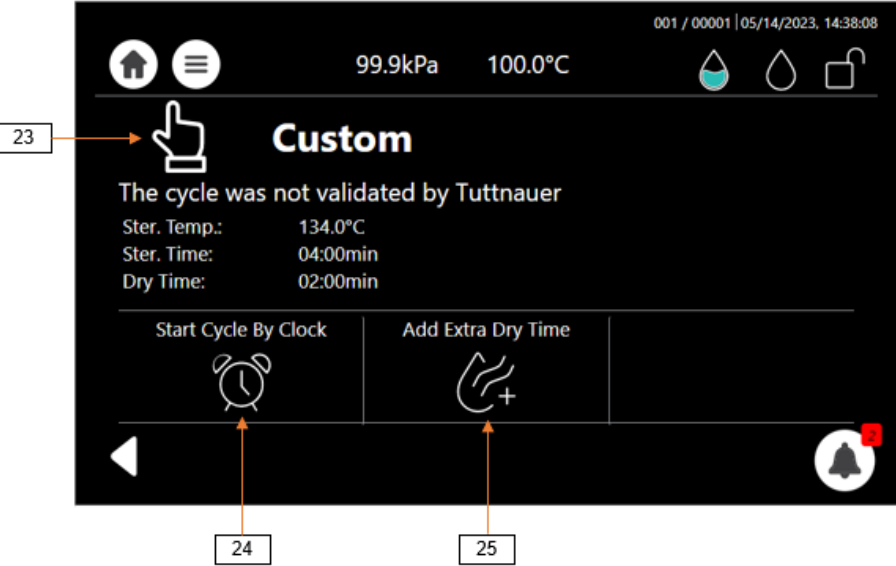 001 / 00001 05/14/2023, 14:38:08
99.9kPa 100.0°C
23
Custom
The cycle was not validated by Tuttnauer
Ster. Temp.: 134.0°C
Ster. Time: 04:00min
Dry Time: 02:00min
Start Cycle By Clock Add Extra Dry Time
2
24 25